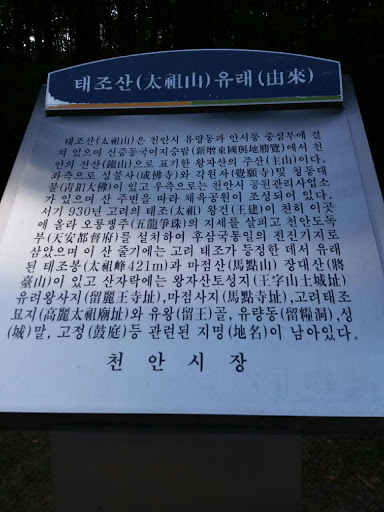 태조산(太祖山)유래(由來)
태조산(太祖山)은 천안시 유량동과 안서동 중심부에 걸
쳐 있으며 신증동국여지승람(新增東國輿地勝覽)에서 천
안의 진산(鎭山)으로 표기한 왕자산의 주산(主山)이다.
좌측으로 성불사(成佛寺)와 각원사(覺願寺)및 청동대
불(靑銅大佛)이 있고 우측으로는 천안시 공원관리사업소
가 있으며 산 주변을 따라 체육공원이 조성되어 있다.
서기 930년 고려의 태조(太祖) 왕건(王建)이 친히 이곳
에 올라 오룡쟁주(五龍爭珠)의 지세를 살피고 천안도독
부(天安都督府)를 설치하여 후삼국통일의 전진기지로
삼았으며 이 산 줄기에는 고려 태조가 등정한 데서 유래
된 태조봉(太祖峰421m)과 마점산(馬點山) 장대산(將
臺山)이 있고 산자락에는 왕자산토성지(王字山土城址)
유려왕사지(留麗王寺址),마점사지(馬點寺址),고려태조
묘지(高麗太祖廟址)와 유왕(留王)골, 유량동(留糧洞),성
(城)말, 고정(鼓庭)등 관련된 지명(地名)이 남아있다.
천안시장